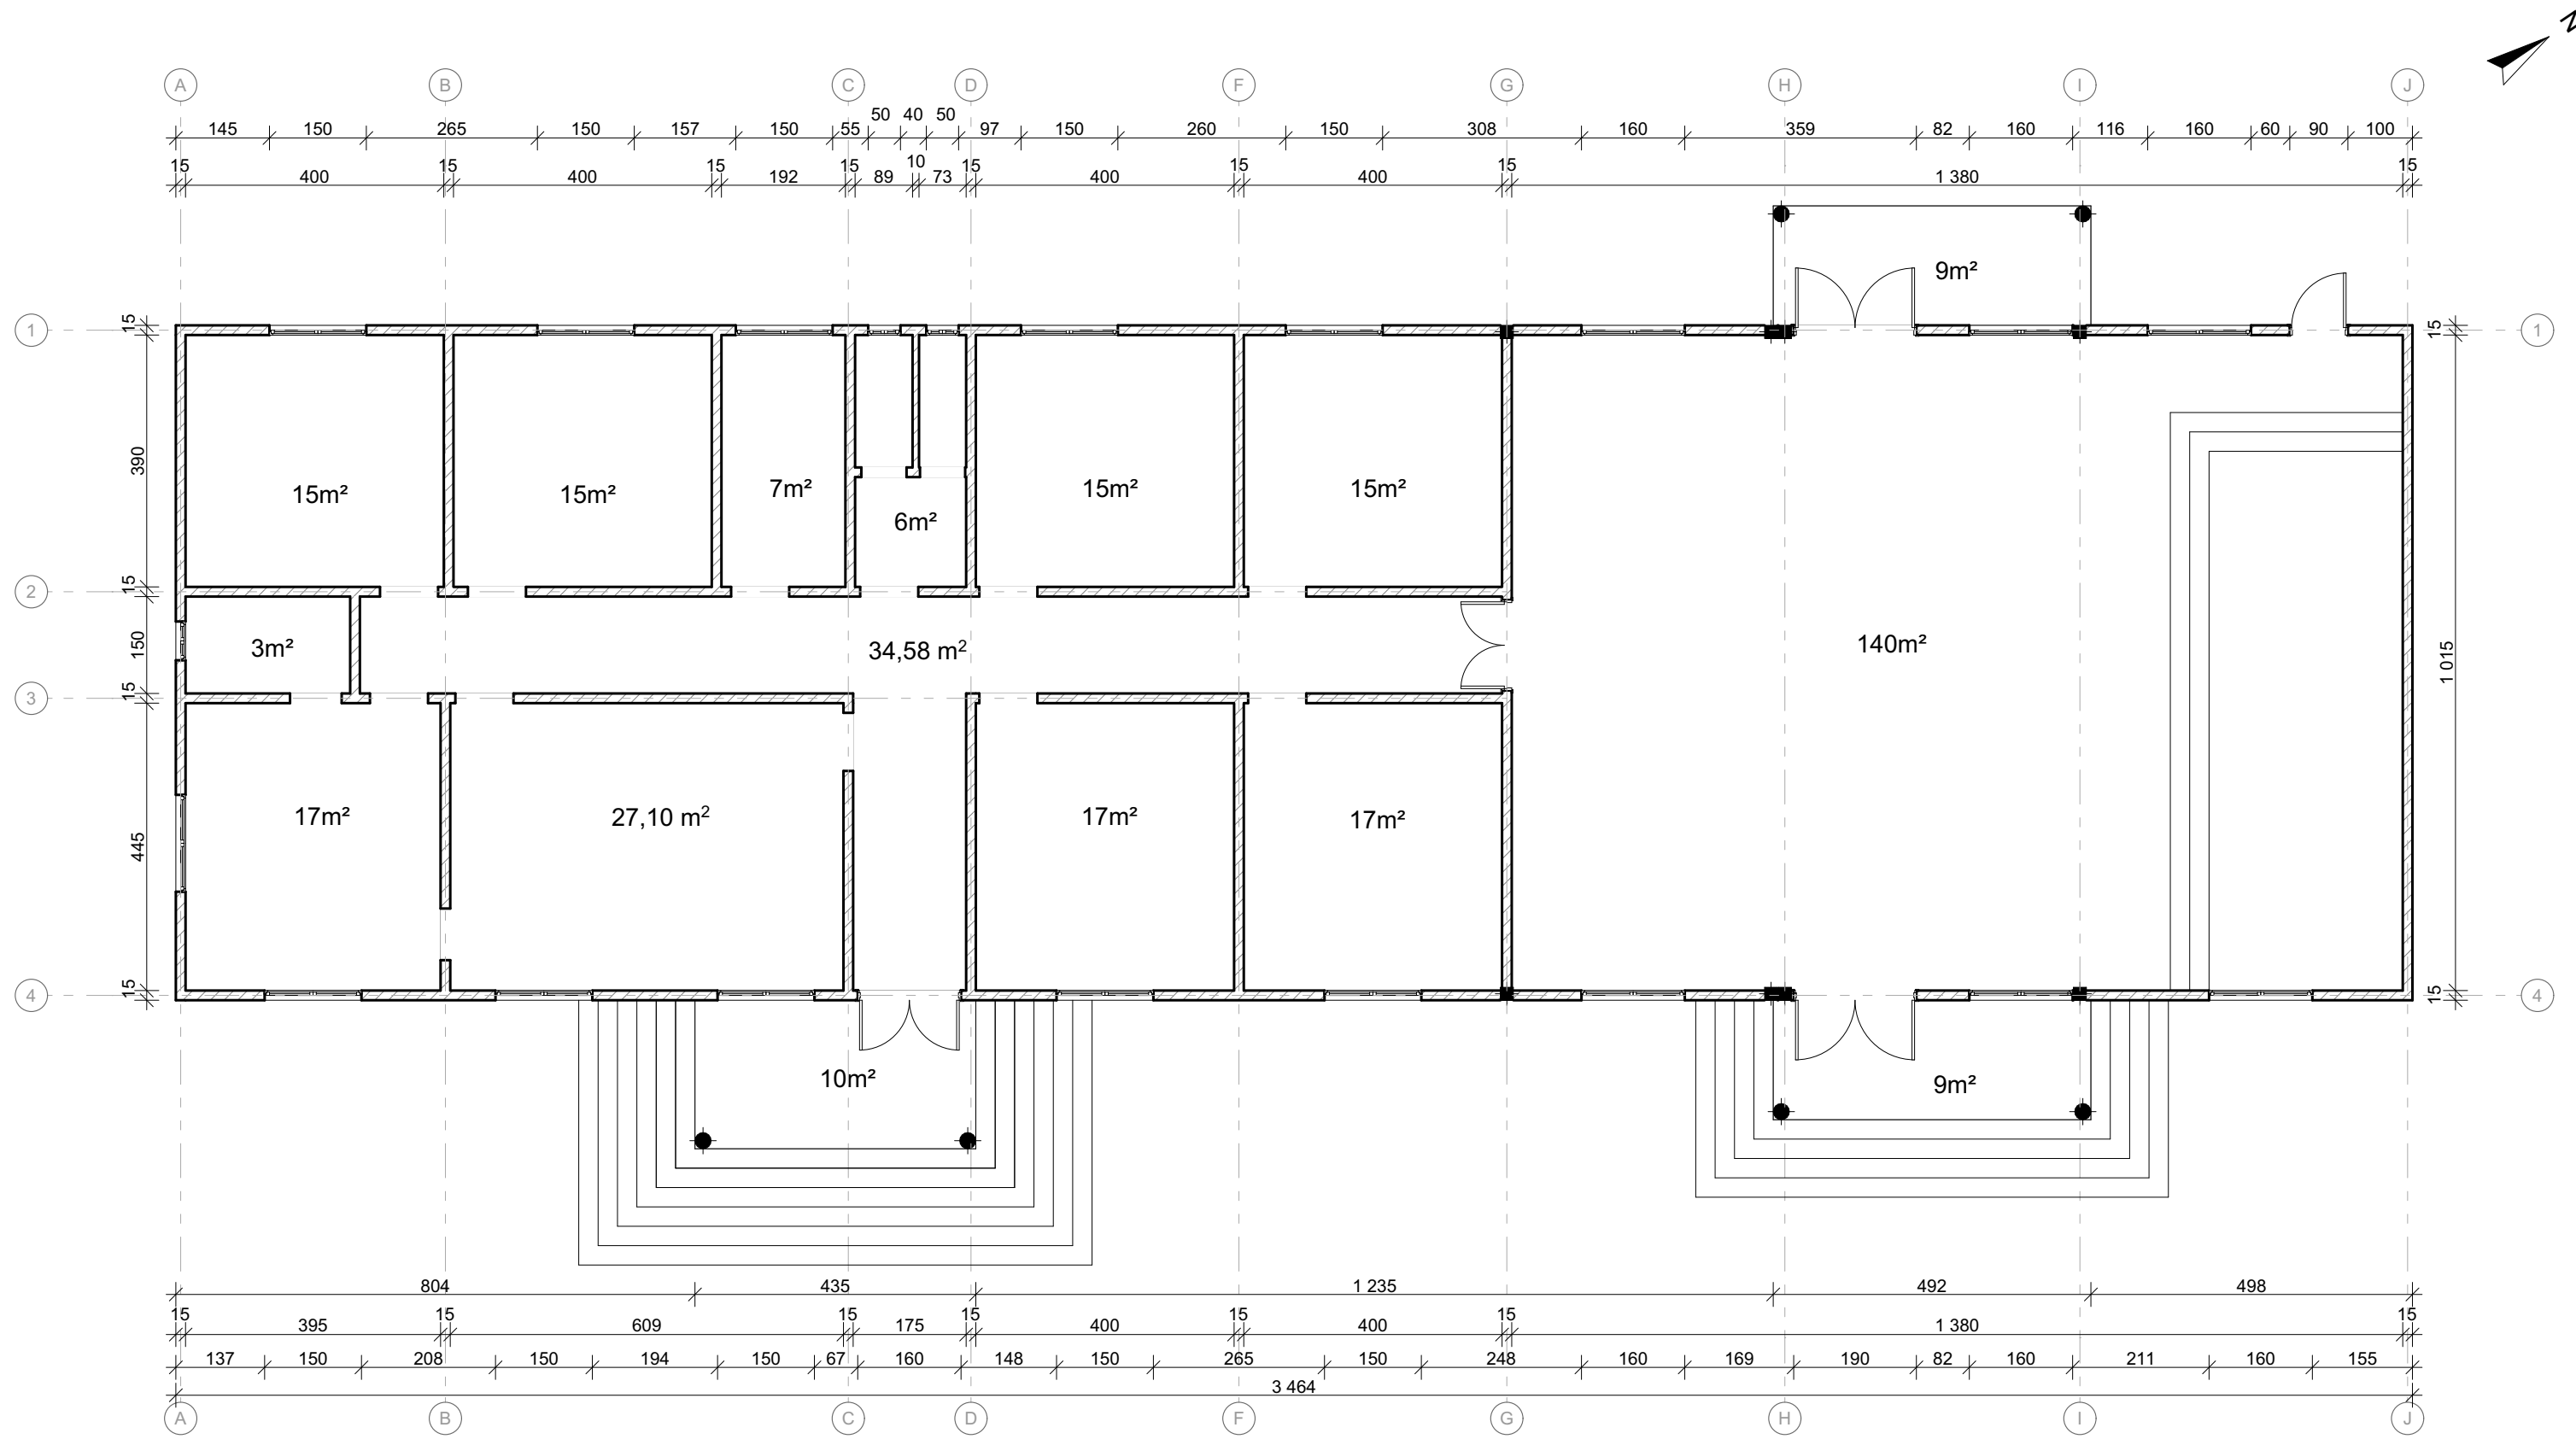 N
A B C D F G H I J
50 40 50
145 150 265 150 157 150 55 97 150 260 150 308 160 359 82 160 116 160 60 90 100
15 15 15 15 10 15 15 15 15
400 400 192 89 73 400 400 1 380
9m²
1 15 15 1
390
15m² 15m² 7m² 15m² 15m²
6m²
2 15
150 3m² 34,58 m² 140m² 1 015
3 15
445 17m² 27,10 m² 17m² 17m²
4 15 15 4
10m² 9m²
804 435 1 235 492 498
15 15 15 15 15 15 15
395 609 175 400 400 1 380
137 150 208 150 194 150 67 160 148 150 265 150 248 160 169 190 82 160 211 160 155
3 464
A B C D F G H I J